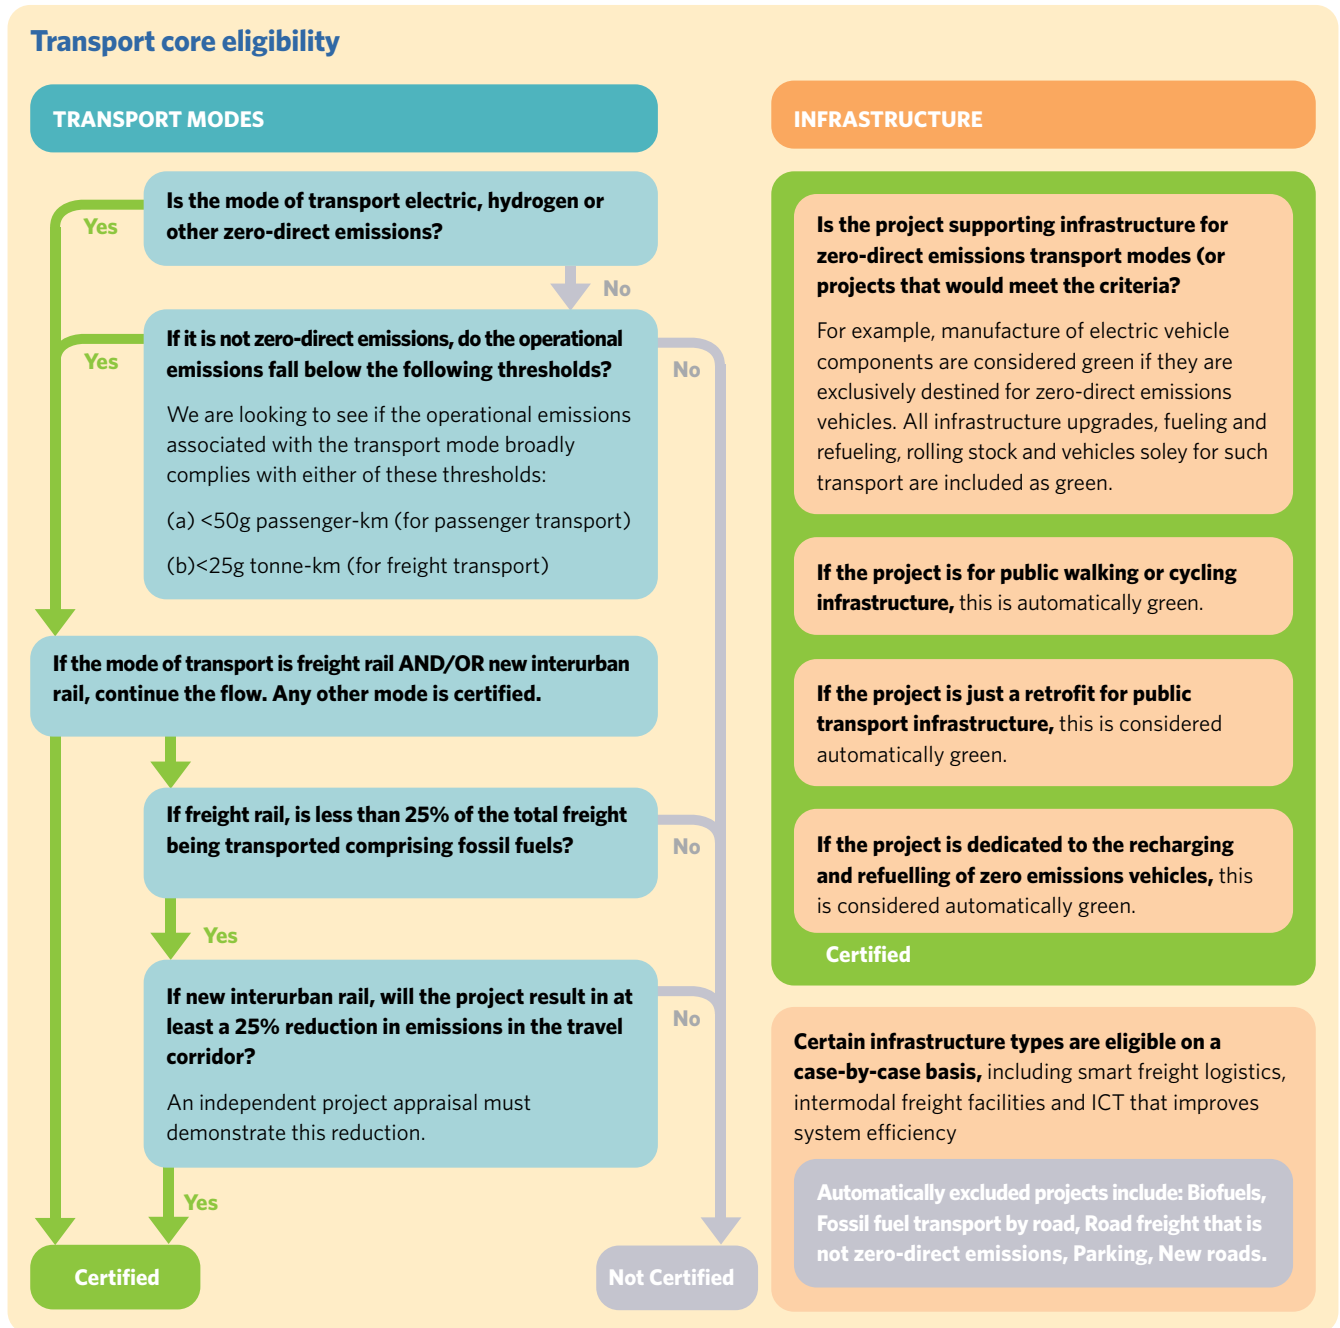 Transport core eligibility
TRANSPORT MODES
Is the mode of transport electric, hydrogen or
other zero-direct emissions?
Yes
No
If it is not zero-direct emissions, do the operational
emissions fall below the following thresholds?
We are looking to see if the operational emissions
associated with the transport mode broadly
complies with either of these thresholds:
(a) <50g passenger-km (for passenger transport)
(b)<25g tonne-km (for freight transport)
Yes
No
If the mode of transport is freight rail AND/OR new interurban
rail, continue the flow. Any other mode is certified.
If freight rail, is less than 25% of the total freight
being transported comprising fossil fuels?
No
Yes
If new interurban rail, will the project result in at
least a 25% reduction in emissions in the travel
corridor?
An independent project appraisal must
demonstrate this reduction.
No
Yes
Certified
Not Certified
INFRASTRUCTURE
Is the project supporting infrastructure for
zero-direct emissions transport modes (or
projects that would meet the criteria?
For example, manufacture of electric vehicle
components are considered green if they are
exclusively destined for zero-direct emissions
vehicles. All infrastructure upgrades, fueling and
refueling, rolling stock and vehicles soley for such
transport are included as green.
If the project is for public walking or cycling
infrastructure, this is automatically green.
If the project is just a retrofit for public
transport infrastructure, this is considered
automatically green.
If the project is dedicated to the recharging
and refuelling of zero emissions vehicles, this
is considered automatically green.
Certified
Certain infrastructure types are eligible on a
case-by-case basis, including smart freight logistics,
intermodal freight facilities and ICT that improves
system efficiency
Automatically excluded projects include: Biofuels,
Fossil fuel transport by road, Road freight that is
not zero-direct emissions, Parking, New roads.